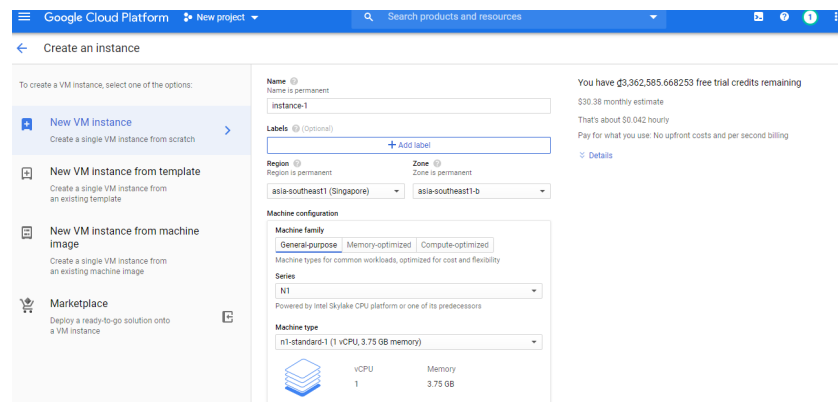 Google Cloud Platform
New project
Search products and resources
1
Create an instance
To create a VM instance, select one of the options:
New VM instance
Create a single VM instance from scratch
New VM instance from template
Create a single VM instance from
an existing template
New VM instance from machine
image
Create a single VM instance from
an existing machine image
Marketplace
Deploy a ready-to-go solution onto
a VM instance
Name
Name is permanent
instance-1
Labels (Optional)
+ Add label
Region
Region is permanent
asia-southeast1 (Singapore)
Zone
Zone is permanent
asia-southeast1-b
Machine configuration
Machine family
General-purpose Memory-optimized Compute-optimized
Machine types for common workloads, optimized for cost and flexibility
Series
N1
Powered by Intel Skylake CPU platform or one of its predecessors
Machine type
n1-standard-1 (1 vCPU, 3.75 GB memory)
vCPU Memory
1 3.75 GB
You have ₫3,362,585.668253 free trial credits remaining
$30.38 monthly estimate
That's about $0.042 hourly
Pay for what you use: No upfront costs and per second billing
Details